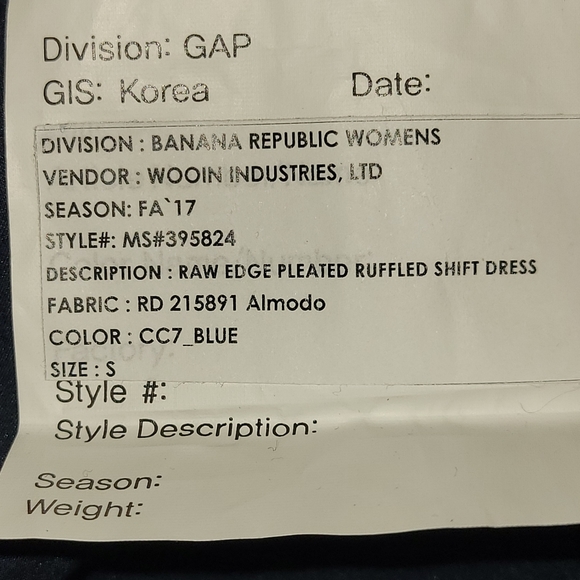 Division: GAP
GIS: Korea Date:
DIVISION : BANANA REPUBLIC WOMENS
VENDOR : WOOIN INDUSTRIES, LTD
SEASON: FA`17
STYLE#: MS#395824
DESCRIPTION : RAW EDGE PLEATED RUFFLED SHIFT DRESS
FABRIC : RD 215891 Almodo
COLOR : CC7_BLUE
Factory:
SIZE : S
Style #:
Style Description:
Season:
Weight: